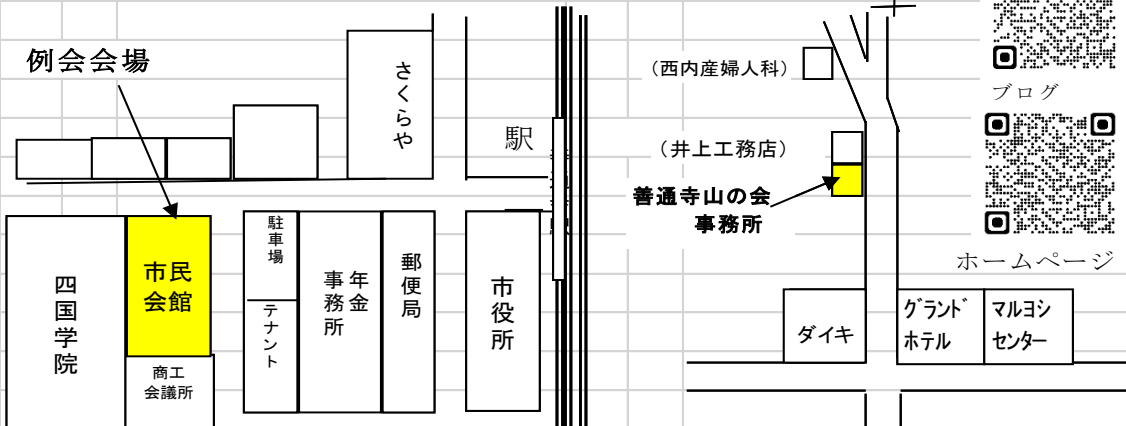 例会会場
さくらや
駅
四国学院
市民
会館
商工
会議所
駐車場
テナント
年金
事務所
郵便局
市役所
（西内産婦人科）
（井上工務店）
善通寺山の会
事務所
ダイキ
グランド
ホテル
マルヨシ
センター
ブログ
ホームページ